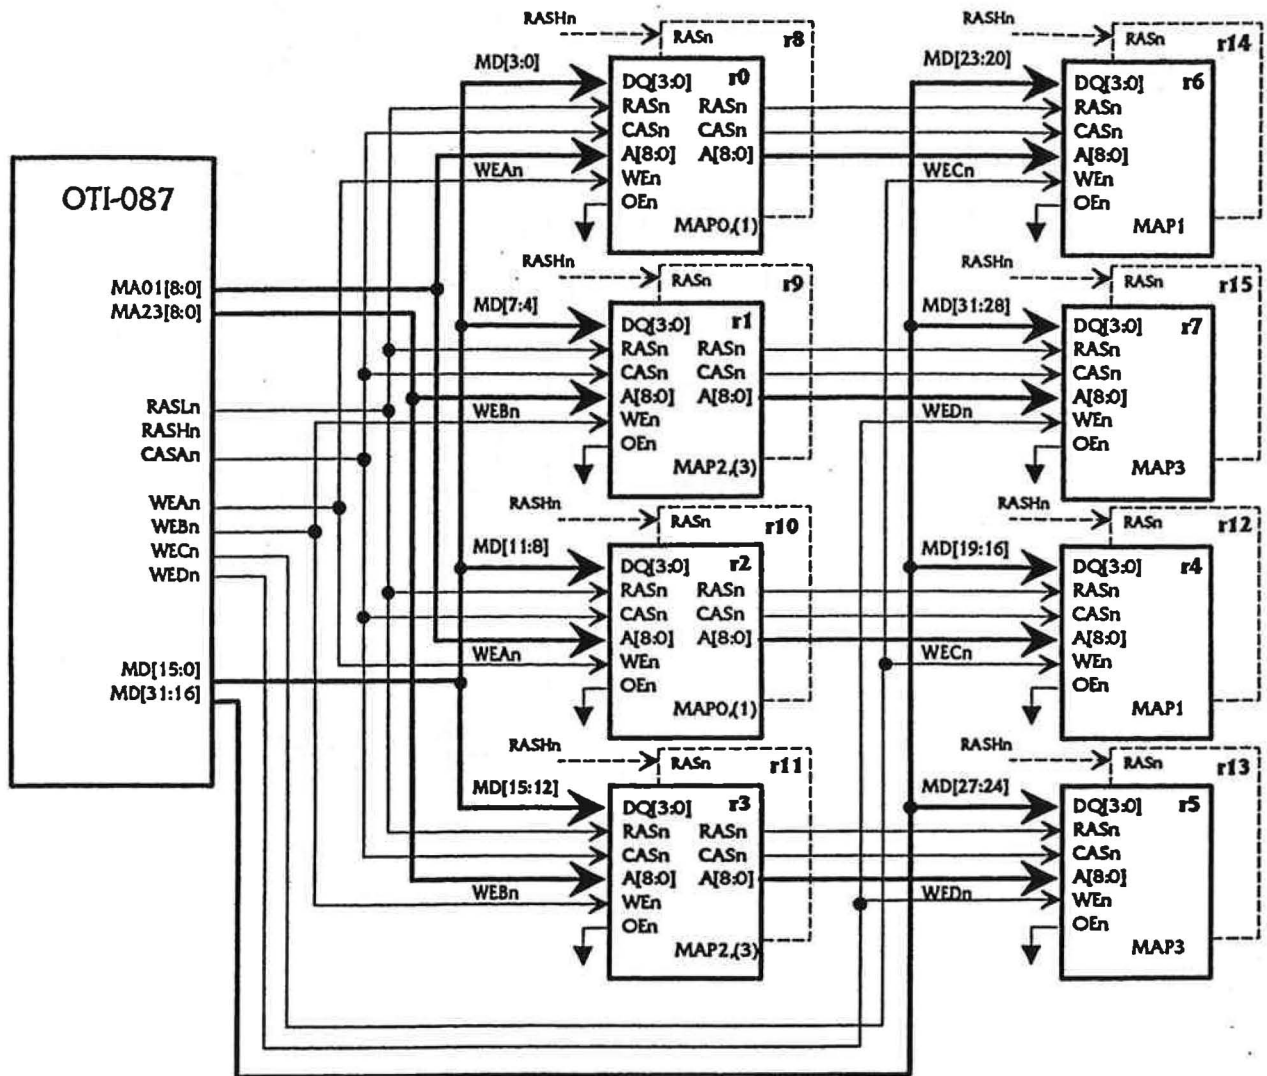 OTI-087
MA01[8:0]
MA23[8:0]
RASLn
RASHn
CASAn
WEAn
WEBn
WECn
WEDn
MD[15:0]
MD[31:16]
RASHn
RASn
r8
MD[3:0]
DQ[3:0]
r0
RASn
RASn
CASn
CASn
A[8:0]
A[8:0]
WEAn
WEn
OEn
MAP0,(1)
RASHn
RASn
r14
MD[23:20]
DQ[3:0]
r6
RASn
CASn
A[8:0]
WECn
WEn
OEn
MAP1
RASHn
RASn
r9
MD[7:4]
DQ[3:0]
r1
RASn
RASn
CASn
CASn
A[8:0]
A[8:0]
WEBn
WEn
OEn
MAP2,(3)
RASHn
RASn
r15
MD[31:28]
DQ[3:0]
r7
RASn
CASn
A[8:0]
WEDn
WEn
OEn
MAP3
RASHn
RASn
r10
MD[11:8]
DQ[3:0]
r2
RASn
RASn
CASn
CASn
A[8:0]
A[8:0]
WEAn
WEn
OEn
MAP0,(1)
RASHn
RASn
r12
MD[19:16]
DQ[3:0]
r4
RASn
CASn
A[8:0]
WECn
WEn
OEn
MAP1
RASHn
RASn
r11
MD[15:12]
DQ[3:0]
r3
RASn
RASn
CASn
CASn
A[8:0]
A[8:0]
WEBn
WEn
OEn
MAP2,(3)
RASHn
RASn
r13
MD[27:24]
DQ[3:0]
r5
RASn
CASn
A[8:0]
WEDn
WEn
OEn
MAP3